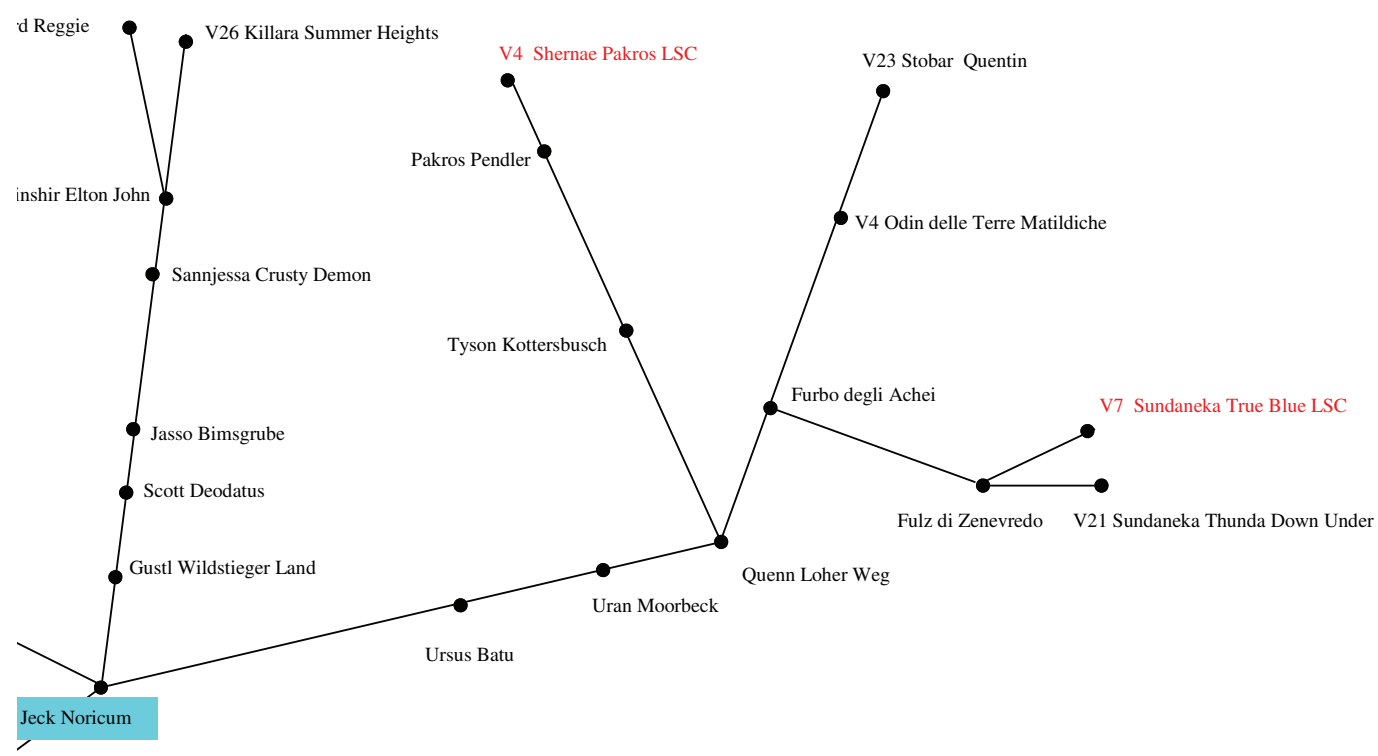 rd Reggie
V26 Killara Summer Heights
V4 Shernae Pakros LSC
V23 Stobar Quentin
Pakros Pendler
inshir Elton John
V4 Odin delle Terre Matildiche
Sannjessa Crusty Demon
Tyson Kottersbusch
Furbo degli Achei
V7 Sundaneka True Blue LSC
Jasso Bimsgrube
Scott Deodatus
Fulz di Zenevredo
V21 Sundaneka Thunda Down Under
Gustl Wildstieger Land
Quenn Loher Weg
Uran Moorbeck
Ursus Batu
Jeck Noricum